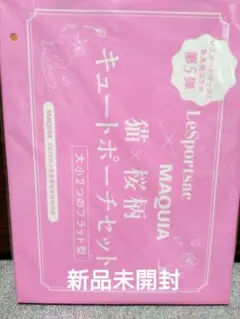 第5弾
LeSportsac
×
MAQUIA
猫×桜柄
キュートポーチセット
大小2つのフラット型
新品未開封